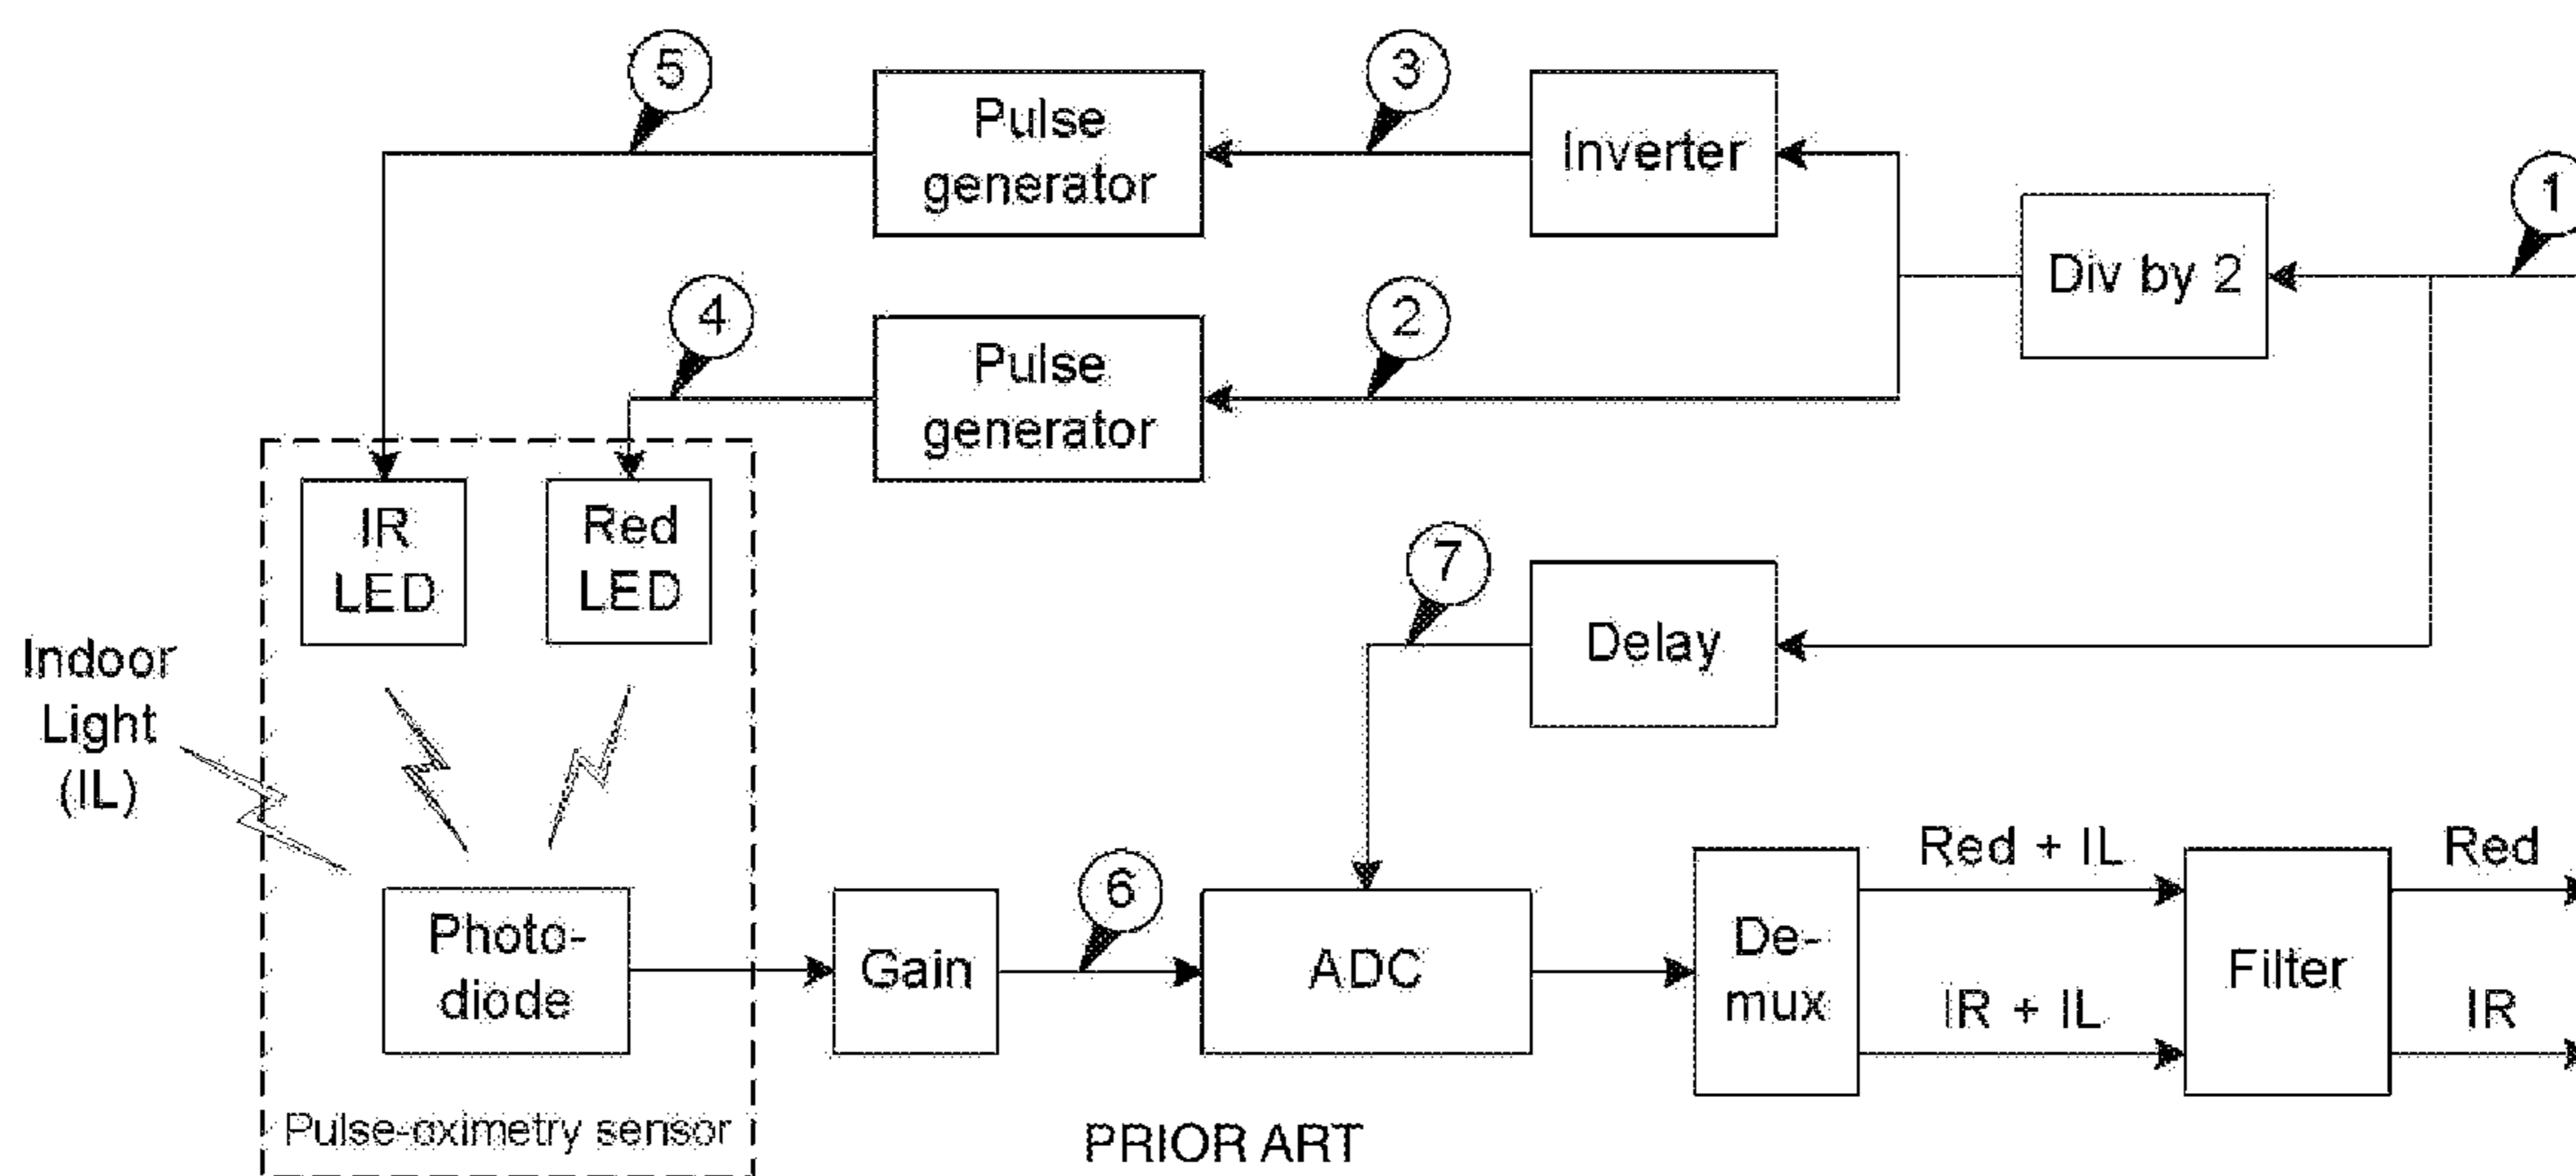 5
3
Pulse
generator
Inverter
1
Div by 2
4
2
Pulse
generator
IR
LED
Red
LED
7
Delay
Indoor
Light
(IL)
6
Photo-
diode
Gain
ADC
De-
mux
Red + IL
IR + IL
Filter
Red
IR
Pulse-oximetry sensor
PRIOR ART